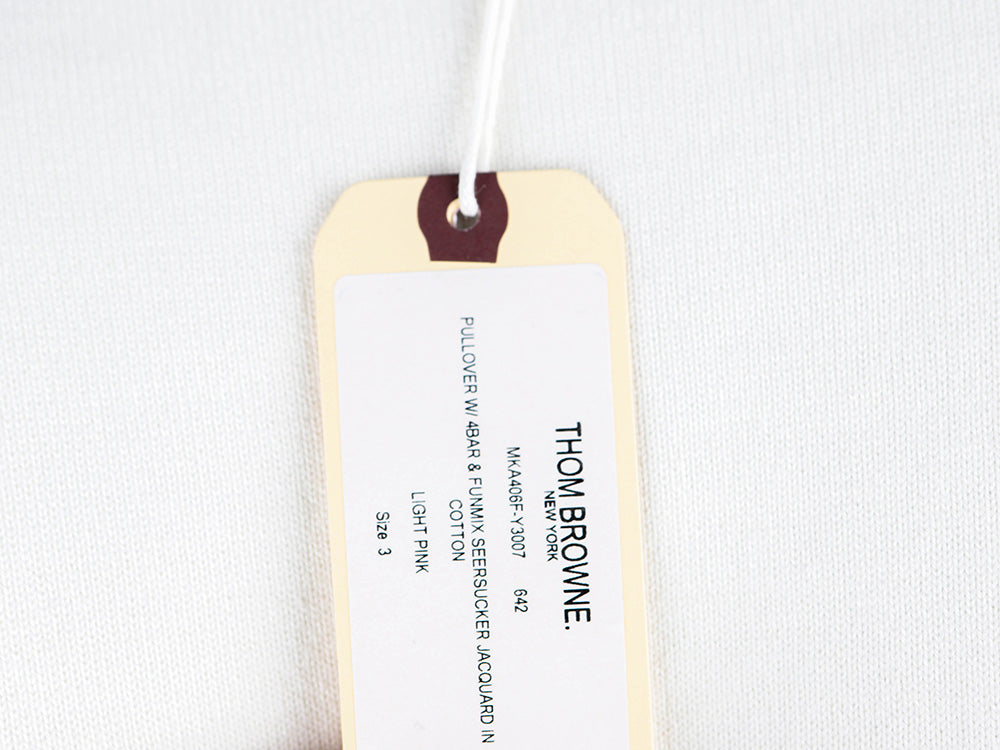 THOM BROWNE.
NEW YORK
MKA406F-Y3007 642
PULLOVER W/ 4BAR & FUNMIX SEERSUCKER JACQUARD IN
COTTON
LIGHT PINK
Size 3